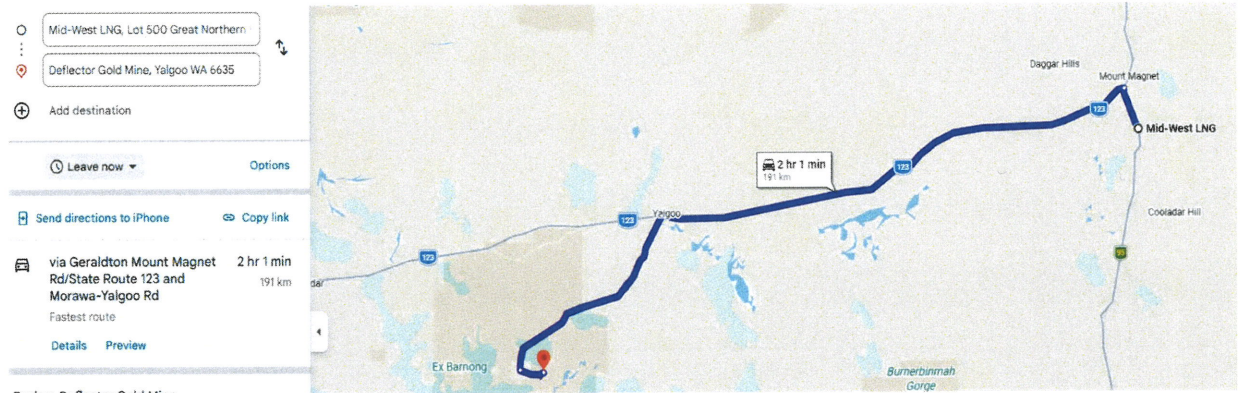 Mid-West LNG, Lot 500 Great Northern
Deflector Gold Mine, Yalgoo WA 6635
Add destination
Leave now
Options
Send directions to iPhone
Copy link
via Geraldton Mount Magnet
Rd/State Route 123 and
Morawa-Yalgoo Rd
2 hr 1 min
191 km
Fastest route
Details
Preview
Daggar Hills
Mount Magnet
123
Mid-West LNG
2 hr 1 min
191 km
123
Yalgoo
123
Cooladar Hill
123
95
dar
Ex Barnong
Burnerbinmah
Gorge